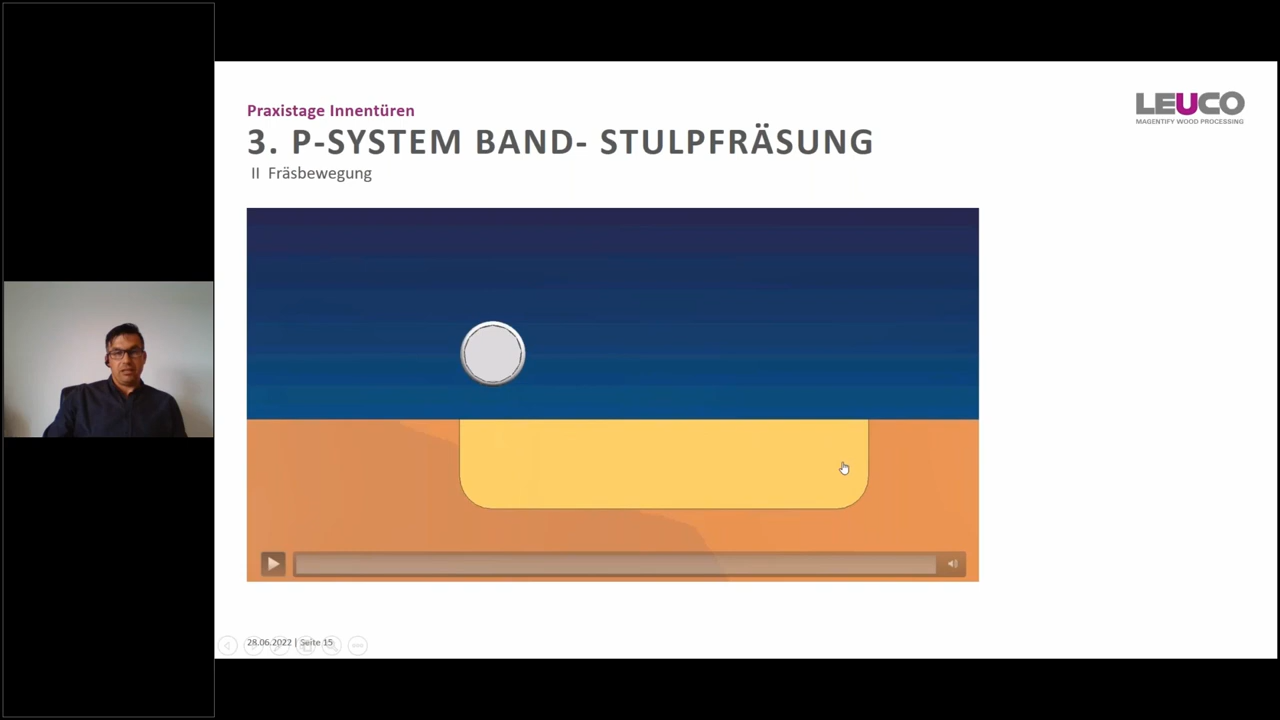 Praxistage Innentüren
LEUCO
MAGENTIFY WOOD PROCESSING
3. P-SYSTEM BAND- STULPFRÄSUNG
II Fräsbewegung
28.06.2022 | Seite 15